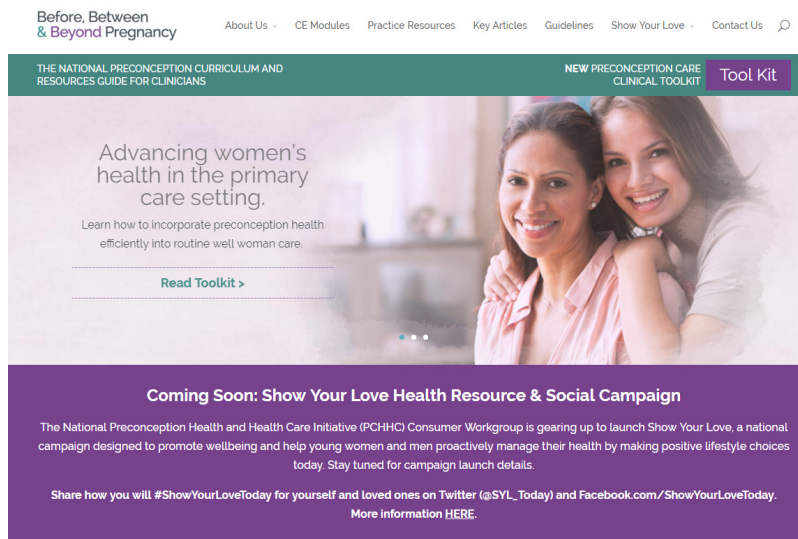 Before, Between
& Beyond Pregnancy
About Us
CE Modules
Practice Resources
Key Articles
Guidelines
Show Your Love
Contact Us
THE NATIONAL PRECONCEPTION CURRICULUM AND
RESOURCES GUIDE FOR CLINICIANS
NEW PRECONCEPTION CARE
CLINICAL TOOLKIT
Tool Kit
Advancing women's
health in the primary
care setting.
Learn how to incorporate preconception health
efficiently into routine well woman care.
Read Toolkit >
Coming Soon: Show Your Love Health Resource & Social Campaign
The National Preconception Health and Health Care Initiative (PCHHC) Consumer Workgroup is gearing up to launch Show Your Love, a national
campaign designed to promote wellbeing and help young women and men proactively manage their health by making positive lifestyle choices
today. Stay tuned for campaign launch details.
Share how you will #ShowYourLoveToday for yourself and loved ones on Twitter (@SYL_Today) and Facebook.com/ShowYourLoveToday.
More information HERE.